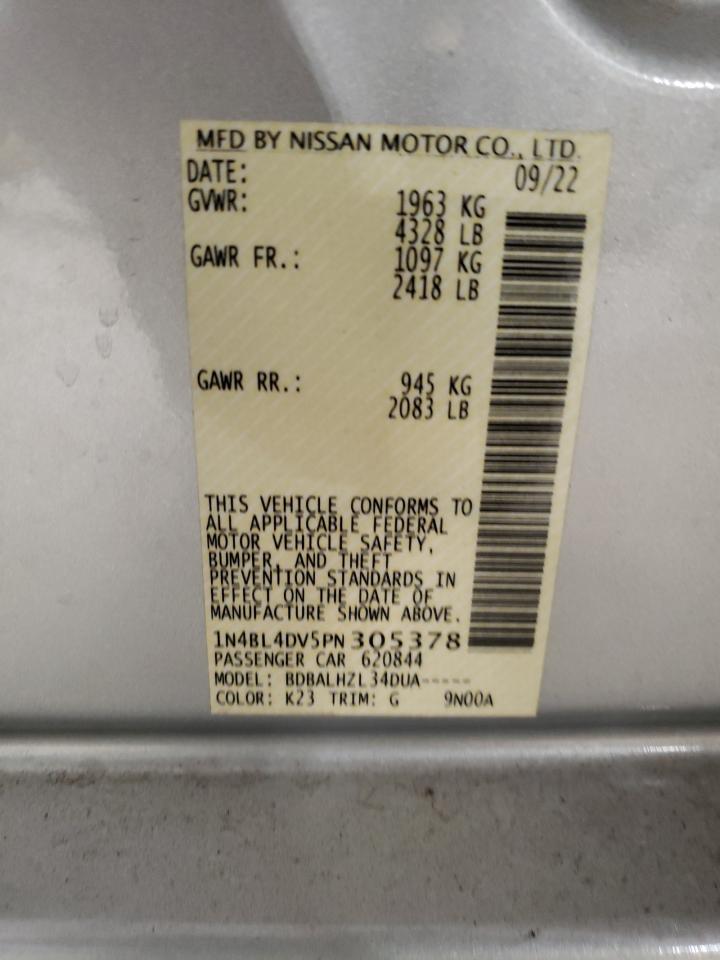 MFD BY NISSAN MOTOR CO., LTD.
DATE: 09/22
GVWR: 1963 KG
4328 LB
GAWR FR.: 1097 KG
2418 LB
GAWR RR.: 945 KG
2083 LB
THIS VEHICLE CONFORMS TO
ALL APPLICABLE FEDERAL
MOTOR VEHICLE SAFETY,
BUMPER, AND THEFT
PREVENTION STANDARDS IN
EFFECT ON THE DATE OF
MANUFACTURE SHOWN ABOVE.
1N4BL4DV5PN305378
PASSENGER CAR 620844
MODEL: BDBALHZL34DUA-----
COLOR: K23 TRIM: G 9N00A